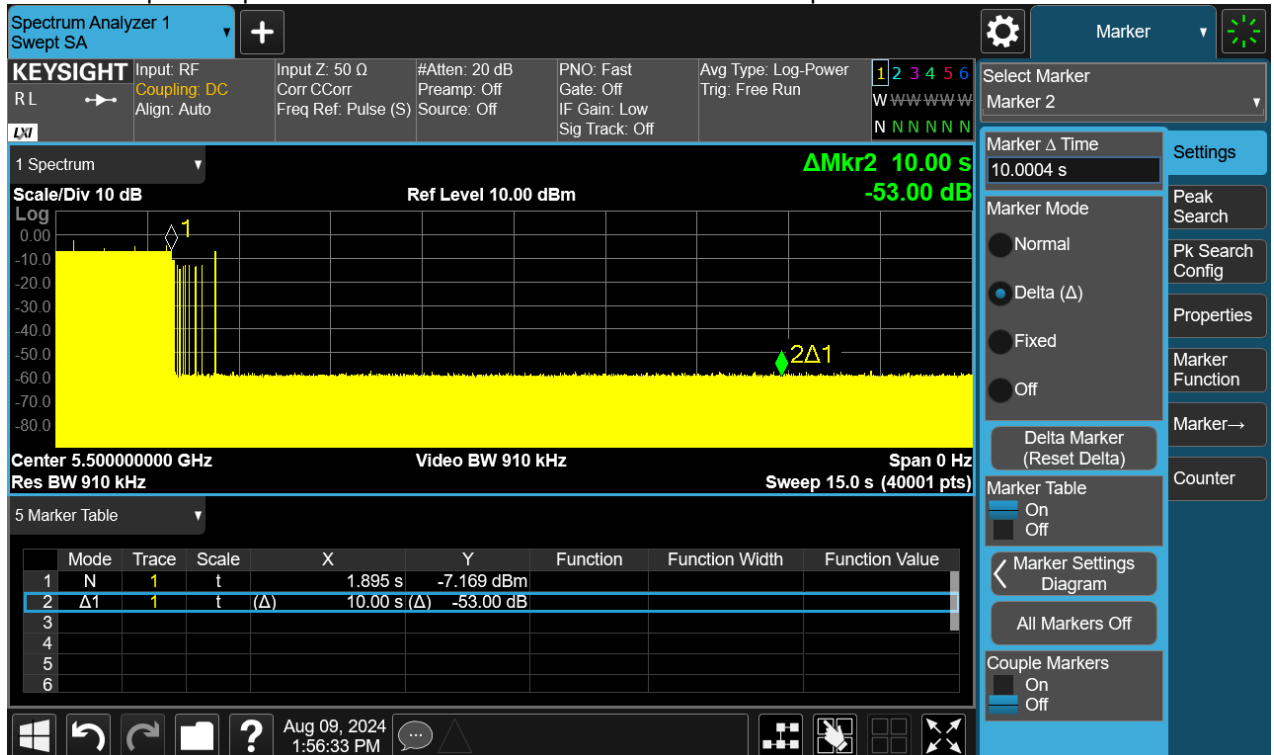 Spectrum Analyzer 1
Swept SA
Marker
KEYSIGHT
RL
LXI
Input: RF
Coupling: DC
Align: Auto
Input Z: 50 Ω
Corr CCorr
Freq Ref: Pulse (S)
#Atten: 20 dB
Preamp: Off
Source: Off
PNO: Fast
Gate: Off
IF Gain: Low
Sig Track: Off
Avg Type: Log-Power
Trig: Free Run
1 2 3 4 5 6
W W W W W W
N N N N N N
Select Marker
Marker 2
1 Spectrum
ΔMkr2 10.00 s
-53.00 dB
Scale/Div 10 dB
Ref Level 10.00 dBm
Log
0.00
-10.0
-20.0
-30.0
-40.0
-50.0
-60.0
-70.0
-80.0
1
2Δ1
Center 5.500000000 GHz
Video BW 910 kHz
Span 0 Hz
Res BW 910 kHz
Sweep 15.0 s (40001 pts)
Marker Δ Time
10.0004 s
Marker Mode
Normal
Delta (Δ)
Fixed
Off
Delta Marker
(Reset Delta)
Marker Table
On
Off
Marker Settings
Diagram
All Markers Off
Couple Markers
On
Off
Settings
Peak
Search
Pk Search
Config
Properties
Marker
Function
Marker→
Counter
5 Marker Table
Mode Trace Scale X Y Function Function Width Function Value
1 N 1 t 1.895 s -7.169 dBm
2 Δ1 1 t (Δ) 10.00 s (Δ) -53.00 dB
3
4
5
6
?
Aug 09, 2024
1:56:33 PM